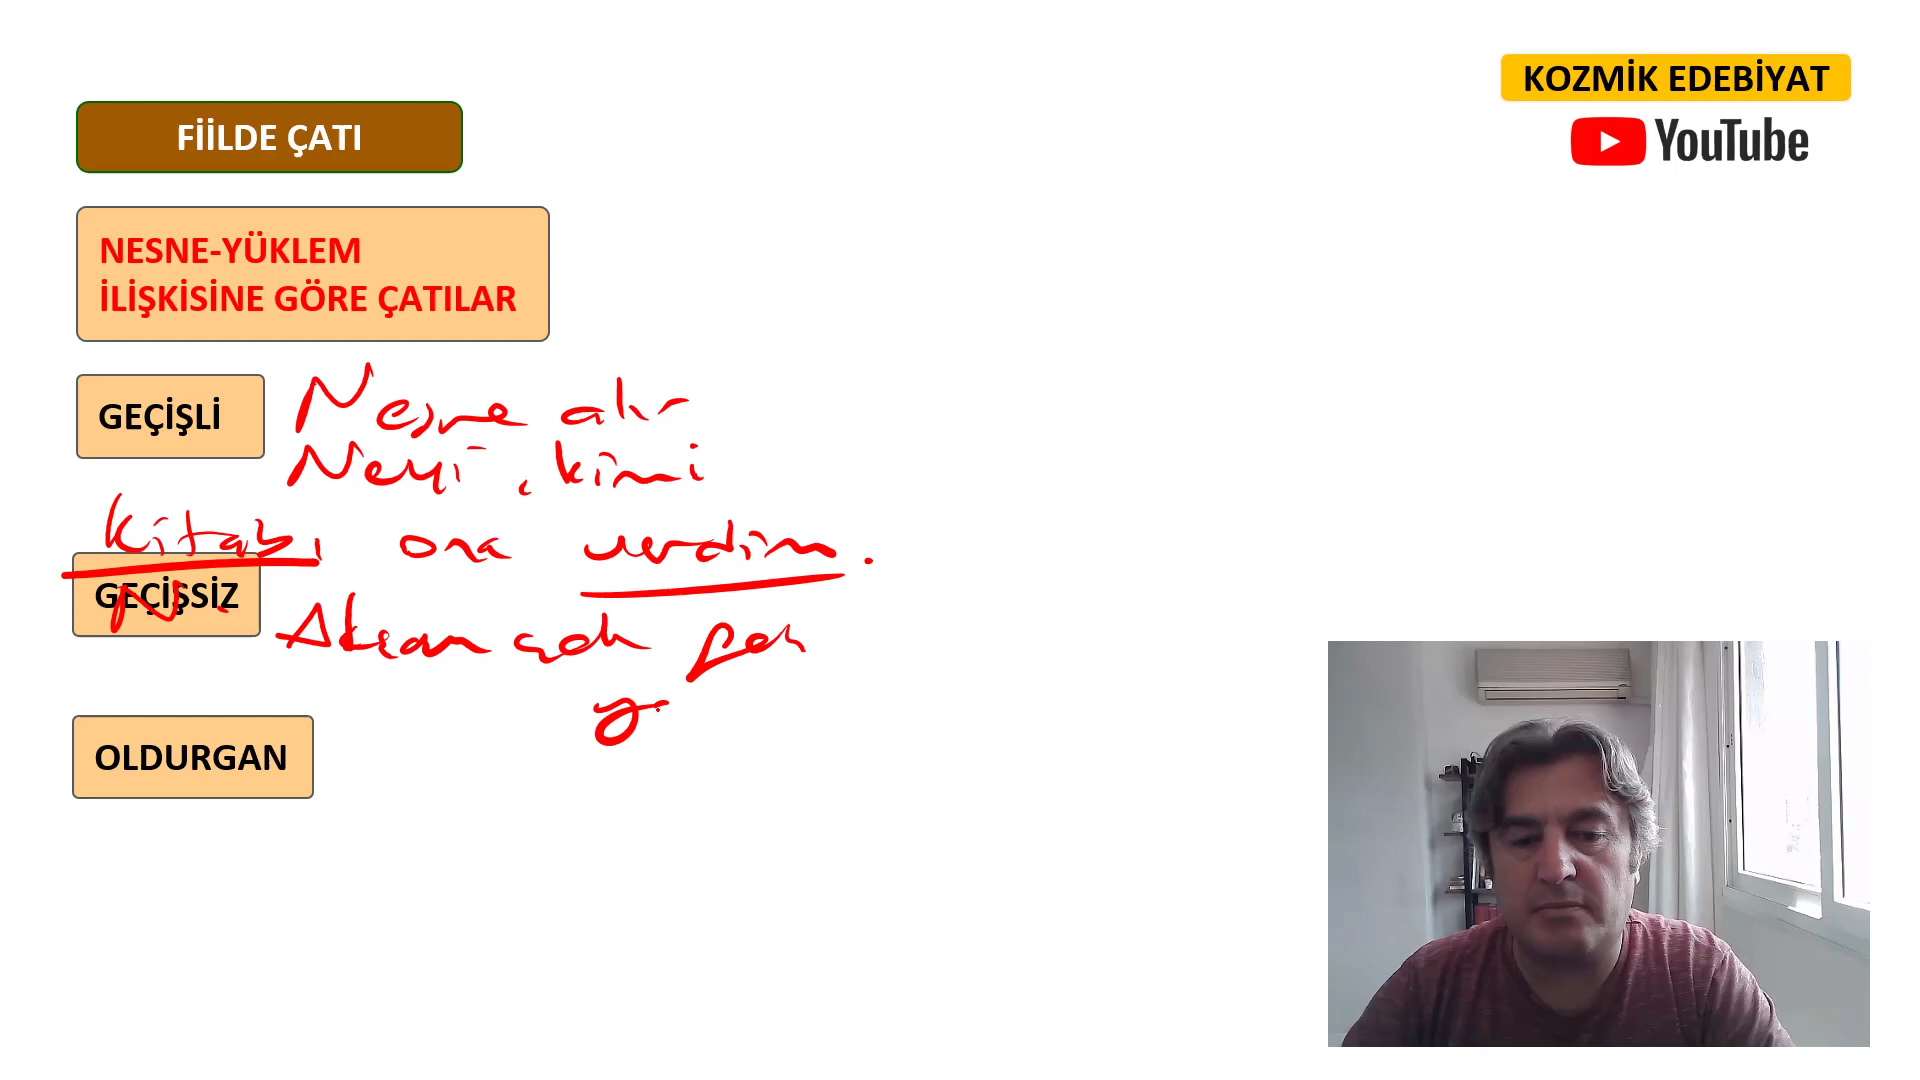 KOZMİK EDEBİYAT
YouTube
FİİLDE ÇATI
NESNE-YÜKLEM
İLİŞKİSİNE GÖRE ÇATILAR
GEÇİŞLİ
Nesne alır
Neyi, kimi
Kitabı ona verdim.
GEÇİŞSİZ
N.
Akşam çok
y
OLDURGAN